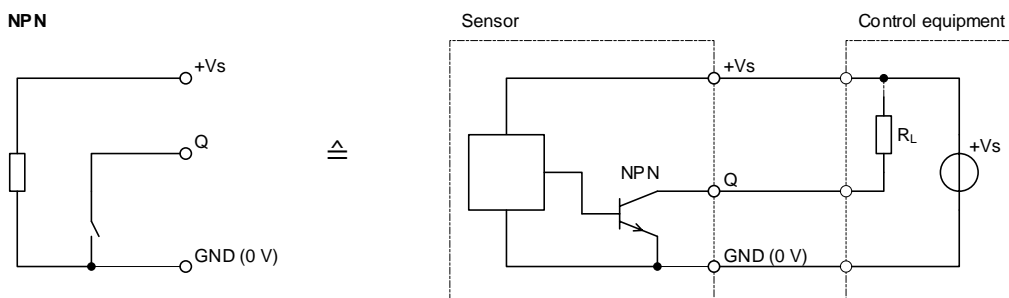 NPN
+Vs
Q
GND (0 V)
≙
Sensor
Control equipment
+Vs
NPN
Q
GND (0 V)
RL
+Vs